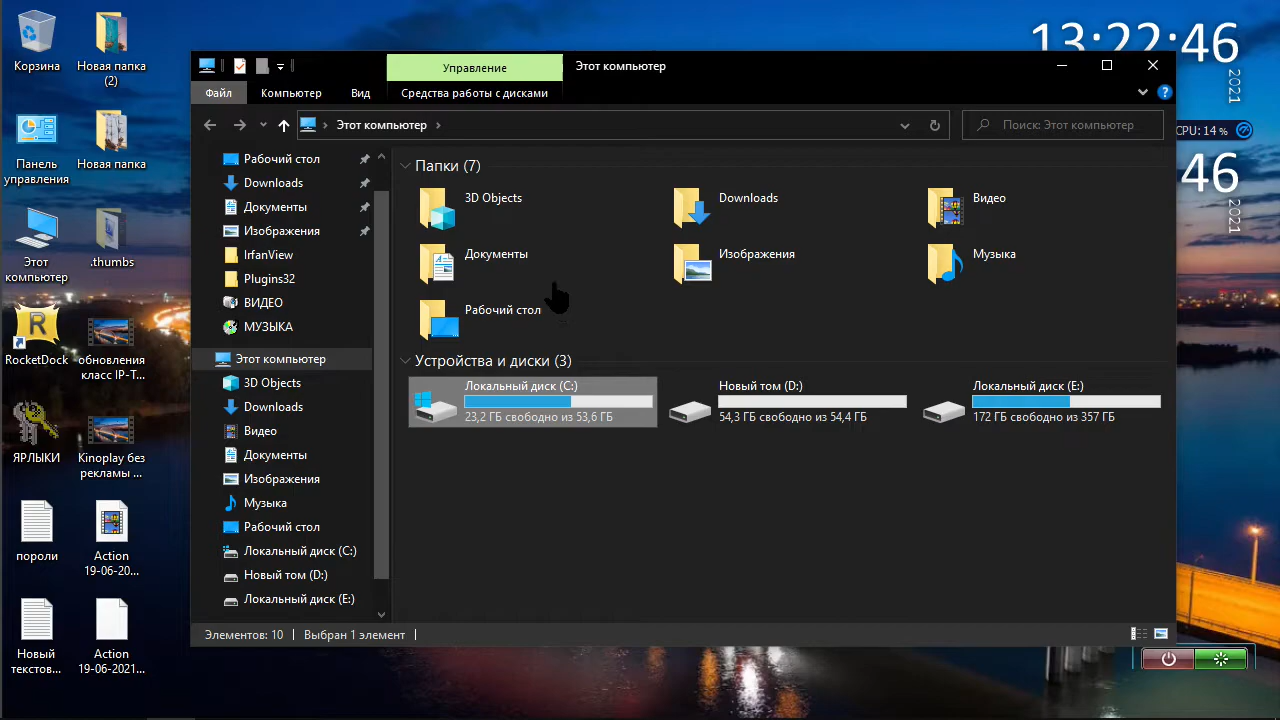 Корзина
Новая папка
(2)
Панель
управления
Новая папка
Этот
компьютер
.thumbs
RocketDock
обновления
класс IP-T...
ЯРЛЫКИ
Kinoplay без
рекламы ...
пороли
Action
19-06-20...
Новый
текстов...
Action
19-06-2021...
Управление
Этот компьютер
Файл
Компьютер
Вид
Средства работы с дисками
Этот компьютер
Поиск: Этот компьютер
Рабочий стол
Downloads
Документы
Изображения
IrfanView
Plugins32
ВИДЕО
МУЗЫКА
Этот компьютер
3D Objects
Downloads
Видео
Документы
Изображения
Музыка
Рабочий стол
Локальный диск (C:)
Новый том (D:)
Локальный диск (E:)
Папки (7)
3D Objects
Downloads
Видео
Документы
Изображения
Музыка
Рабочий стол
Устройства и диски (3)
Локальный диск (C:)
23,2 ГБ свободно из 53,6 ГБ
Новый том (D:)
54,3 ГБ свободно из 54,4 ГБ
Локальный диск (E:)
172 ГБ свободно из 357 ГБ
Элементов: 10
Выбран 1 элемент
13:22:46
2021
CPU: 14 %
46
2021